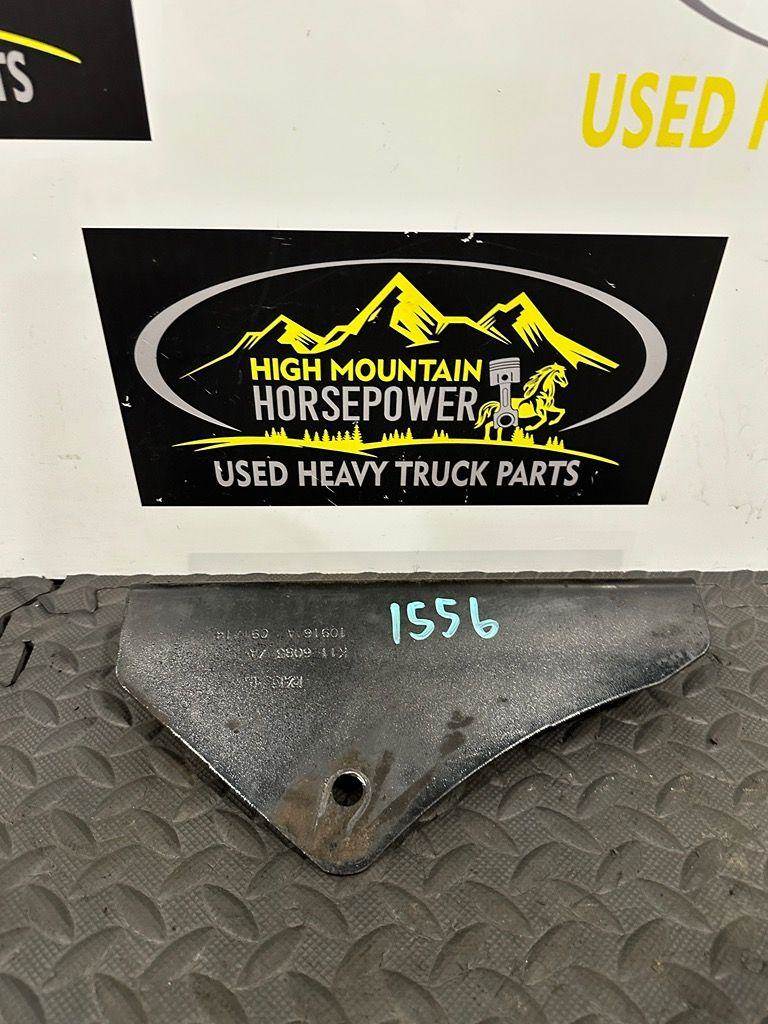 TS
USED
HIGH MOUNTAIN
HORSEPOWER
USED HEAVY TRUCK PARTS
1556